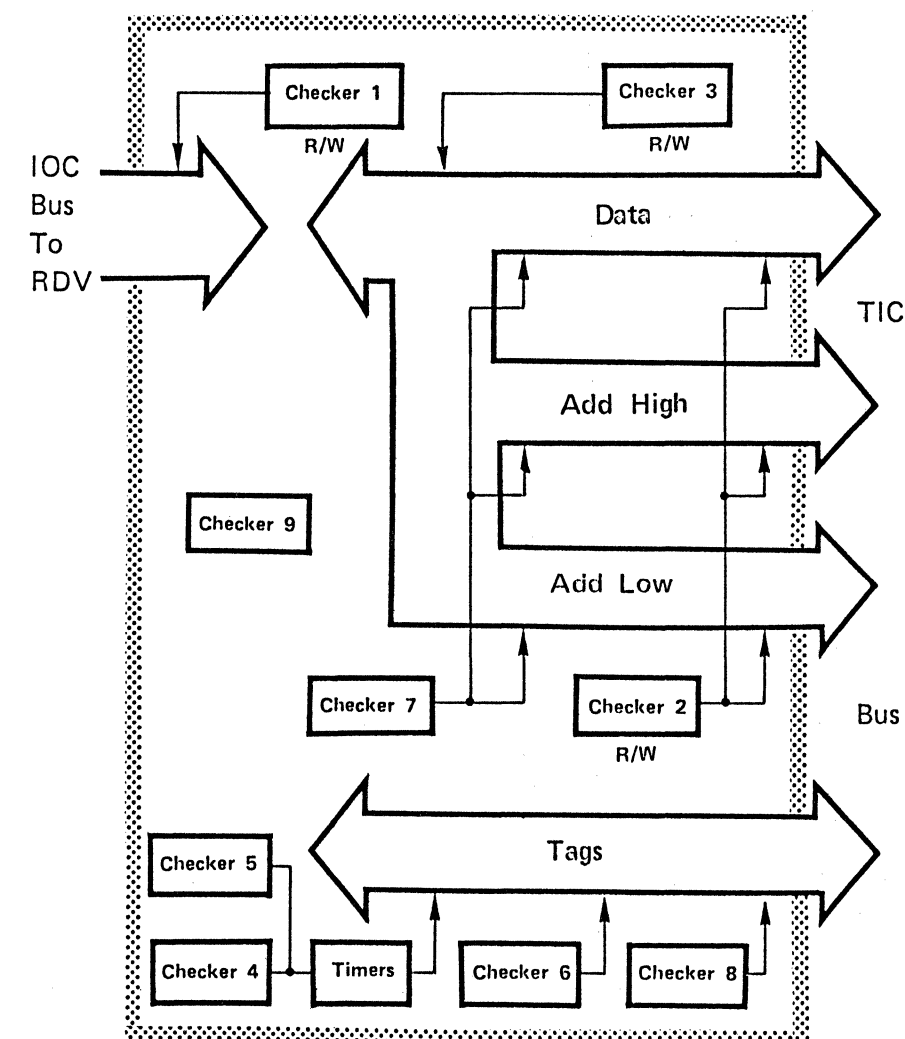 Checker 1
R/W
Checker 3
R/W
IOC
Bus
To
RDV
Data
TIC
Add High
Checker 9
Add Low
Checker 7
Checker 2
R/W
Bus
Tags
Checker 5
Checker 4
Timers
Checker 6
Checker 8